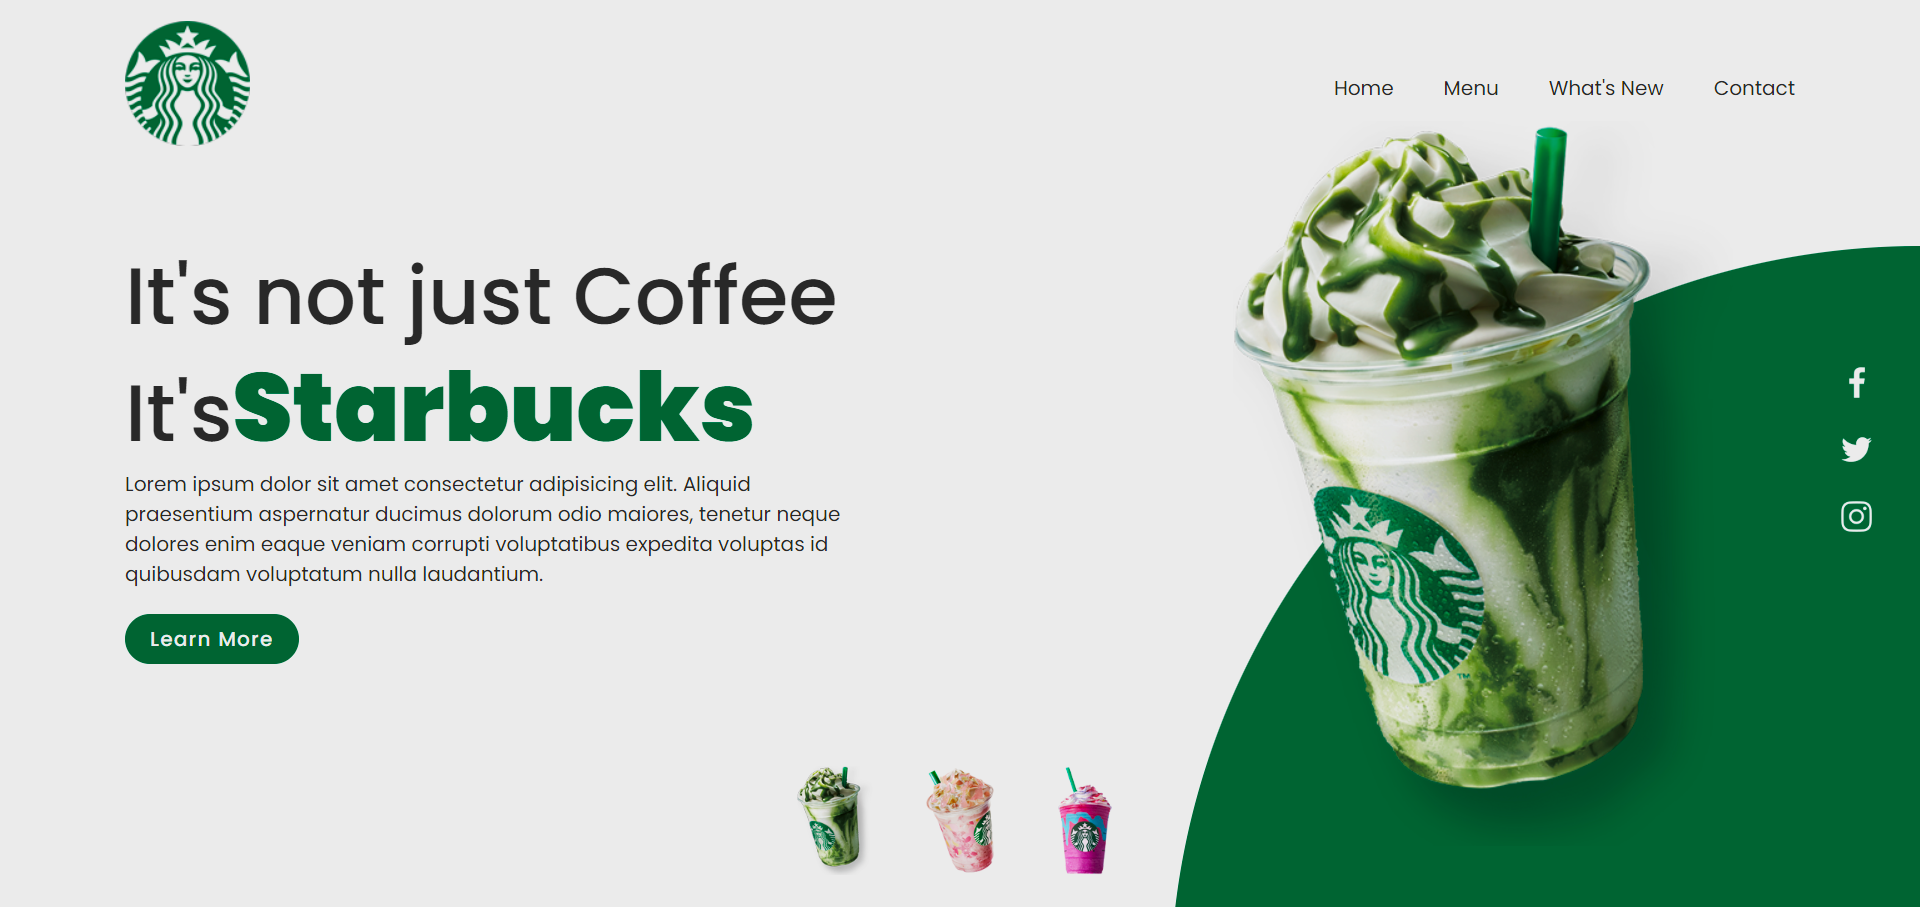 Home Menu What's New Contact
It's not just Coffee
It'sStarbucks
Lorem ipsum dolor sit amet consectetur adipisicing elit. Aliquid
praesentium aspernatur ducimus dolorum odio maiores, tenetur neque
dolores enim eaque veniam corrupti voluptatibus expedita voluptas id
quibusdam voluptatum nulla laudantium.
Learn More
TM